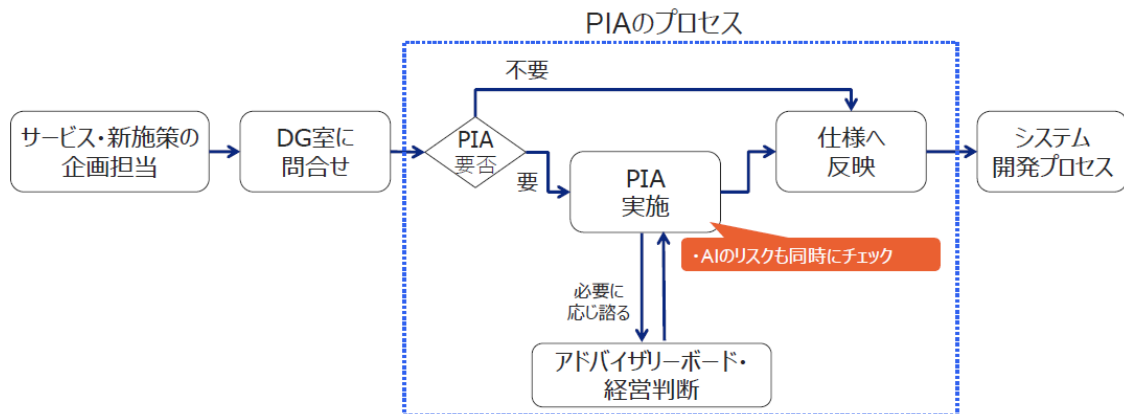 PIAのプロセス
不要
サービス・新施策の
企画担当
DG室に
問合せ
PIA
要否
要
PIA
実施
仕様へ
反映
システム
開発プロセス
・AIのリスクも同時にチェック
必要に
応じ諮る
アドバイザリーボード・
経営判断